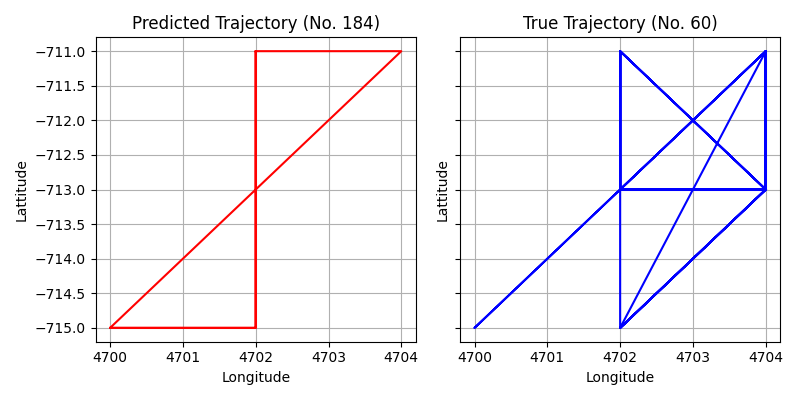 Predicted Trajectory (No. 184)
True Trajectory (No. 60)
Lattitude
−711.0
−711.5
−712.0
−712.5
−713.0
−713.5
−714.0
−714.5
−715.0
4700 4701 4702 4703 4704
Longitude
Lattitude
4700 4701 4702 4703 4704
Longitude